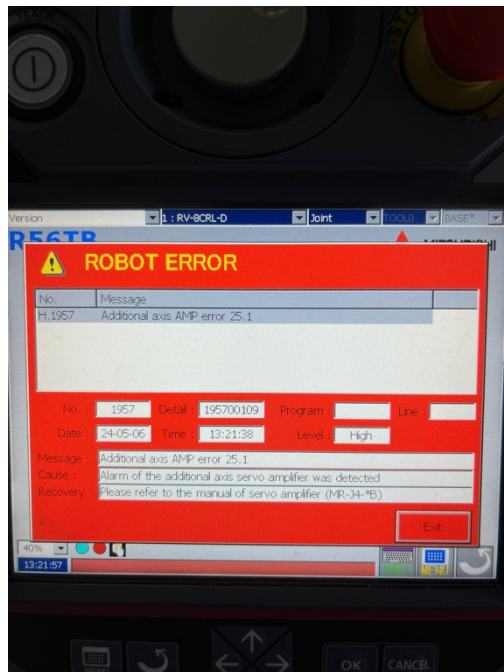 TEACH
Version 1 : RV-8CRL-D Joint TOOL0 BASE*
R56TB
ROBOT ERROR
No. Message
H.1957 Additional axis AMP error 25.1
No. : 1957 Detail : 195700109 Program : Line :
Date : 24-05-06 Time : 13:21:38 Level : High
Message : Additional axis AMP error 25.1
Cause : Alarm of the additional axis servo amplifier was detected
Recovery Please refer to the manual of servo amplifier (MR-J4-*B)
Exit
40%
13:21:57 MENU
MENU OK CANCEL